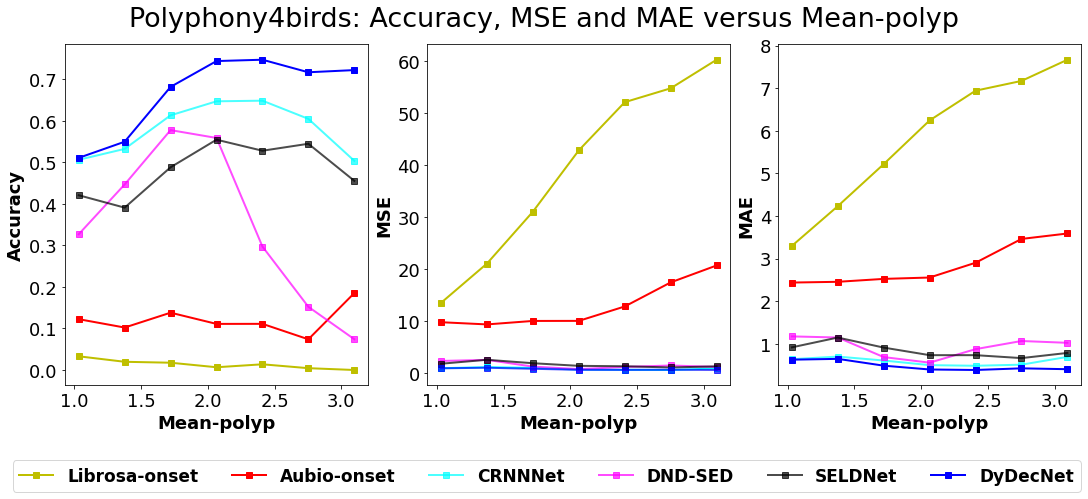 Polyphony4birds: Accuracy, MSE and MAE versus Mean-polyp
Accuracy
0.7
0.6
0.5
0.4
0.3
0.2
0.1
0.0
1.0 1.5 2.0 2.5 3.0
Mean-polyp
MSE
60
50
40
30
20
10
0
1.0 1.5 2.0 2.5 3.0
Mean-polyp
MAE
8
7
6
5
4
3
2
1
1.0 1.5 2.0 2.5 3.0
Mean-polyp
Librosa-onset Aubio-onset CRNNNet DND-SED SELDNet DyDecNet